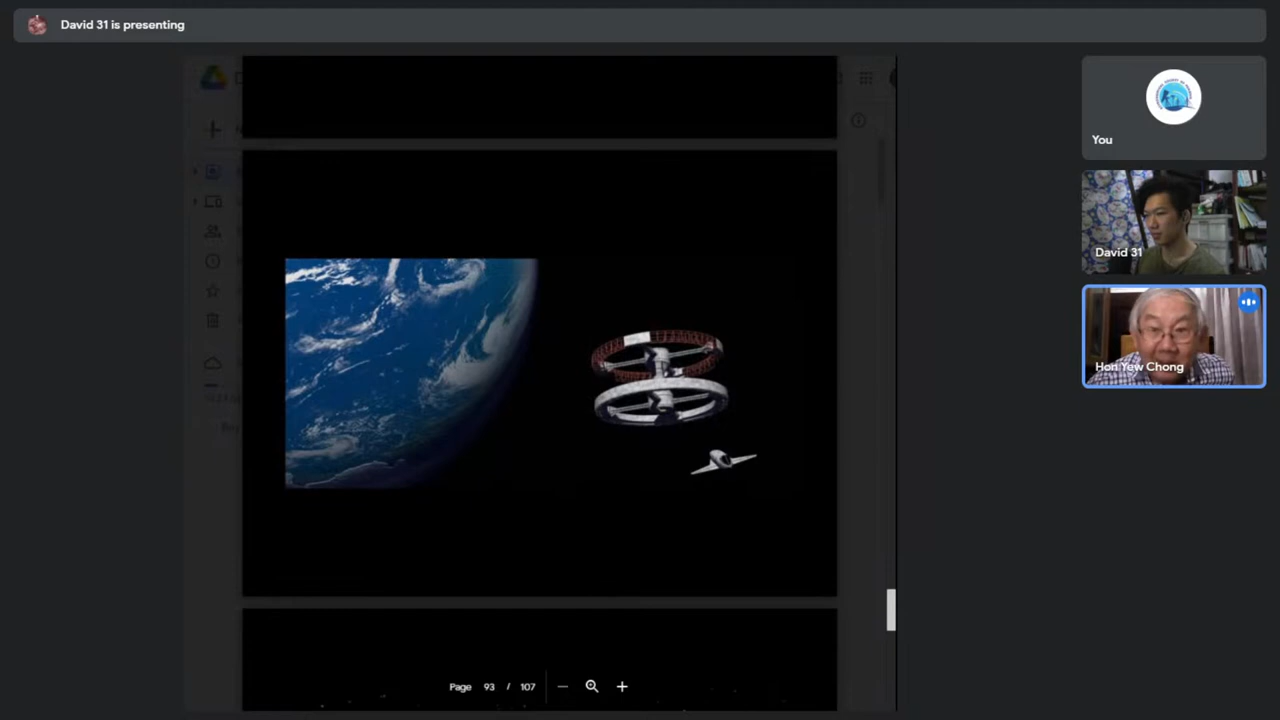 David 31 is presenting
You
David 31
Hon Yew Chong
Page 93 / 107